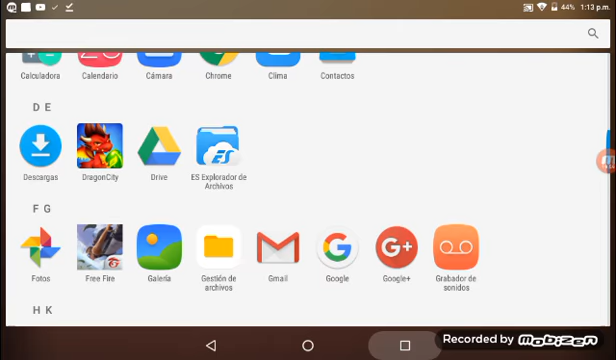 44% 1:13 p.m.
Calculadora Calendario Cámara Chrome Clima Contactos
D E
Descargas DragonCity Drive ES Explorador de
Archivos
F G
Fotos Free Fire Galería Gestión de Gmail Google Google+ Grabador de
archivos sonidos
H K
Recorded by mobizen